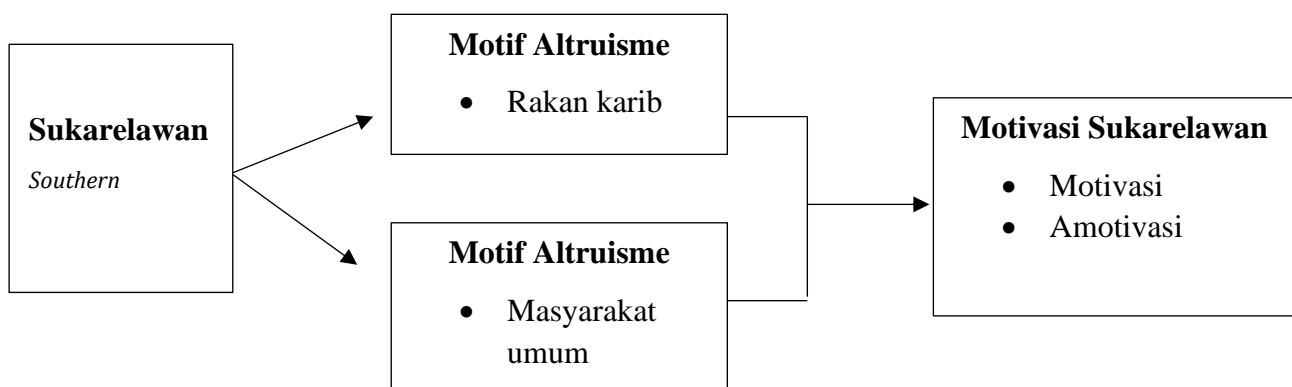 Sukarelawan
Southern
Motif Altruisme
• Rakan karib
Motif Altruisme
• Masyarakat
umum
Motivasi Sukarelawan
• Motivasi
• Amotivasi